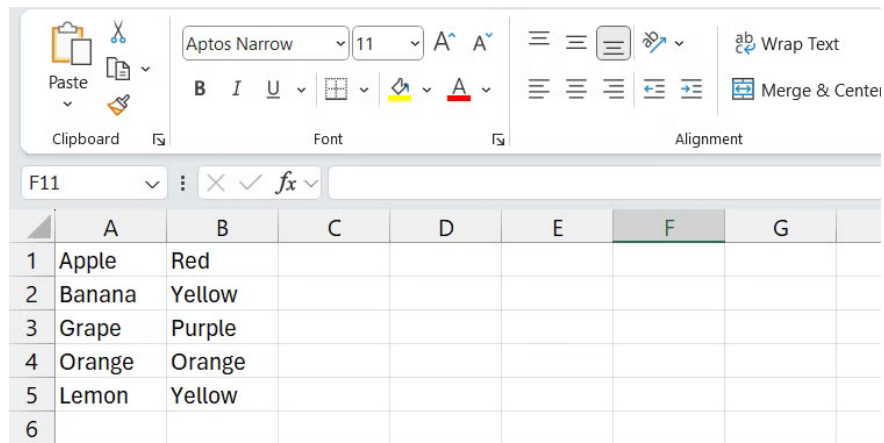 Aptos Narrow 11 A A ab
c Wrap Text
Paste B I U A Merge & Center
Clipboard Font Alignment
F11 fx
A B C D E F G
1 Apple Red
2 Banana Yellow
3 Grape Purple
4 Orange Orange
5 Lemon Yellow
6